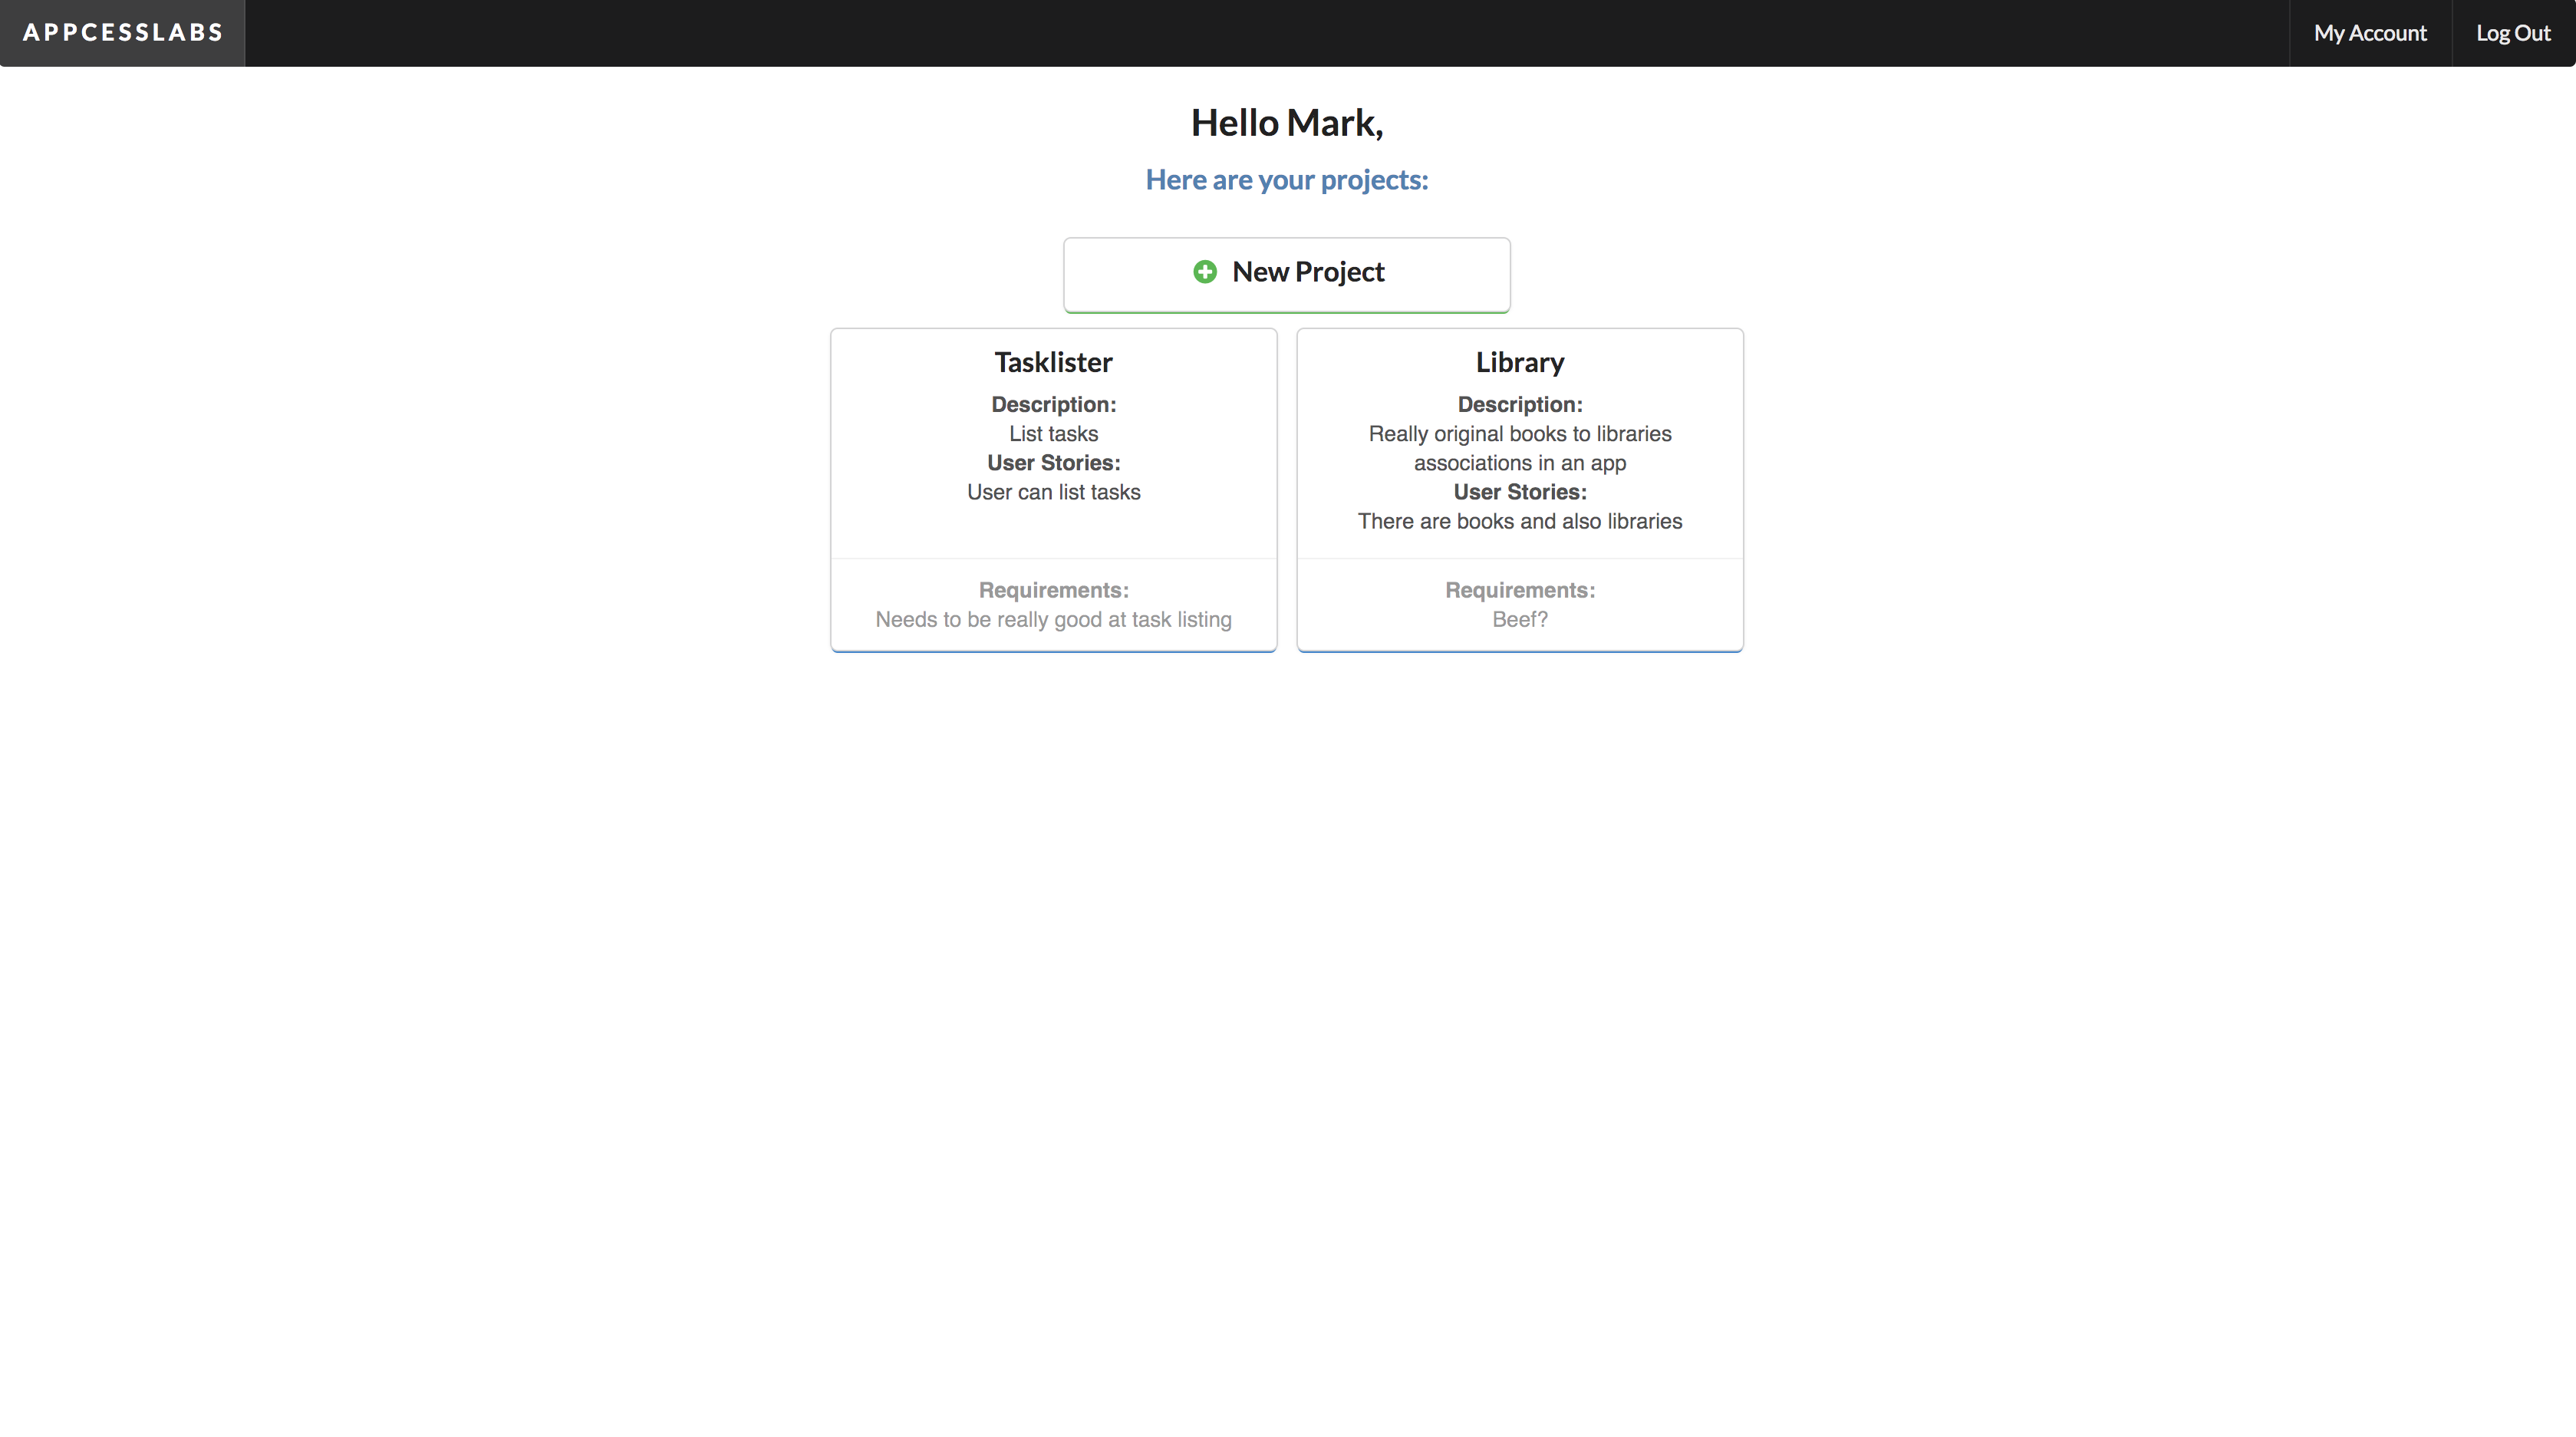 APPCESSLABS
My Account
Log Out
Hello Mark,
Here are your projects:
New Project
Tasklister
Description:
List tasks
User Stories:
User can list tasks
Requirements:
Needs to be really good at task listing
Library
Description:
Really original books to libraries
associations in an app
User Stories:
There are books and also libraries
Requirements:
Beef?